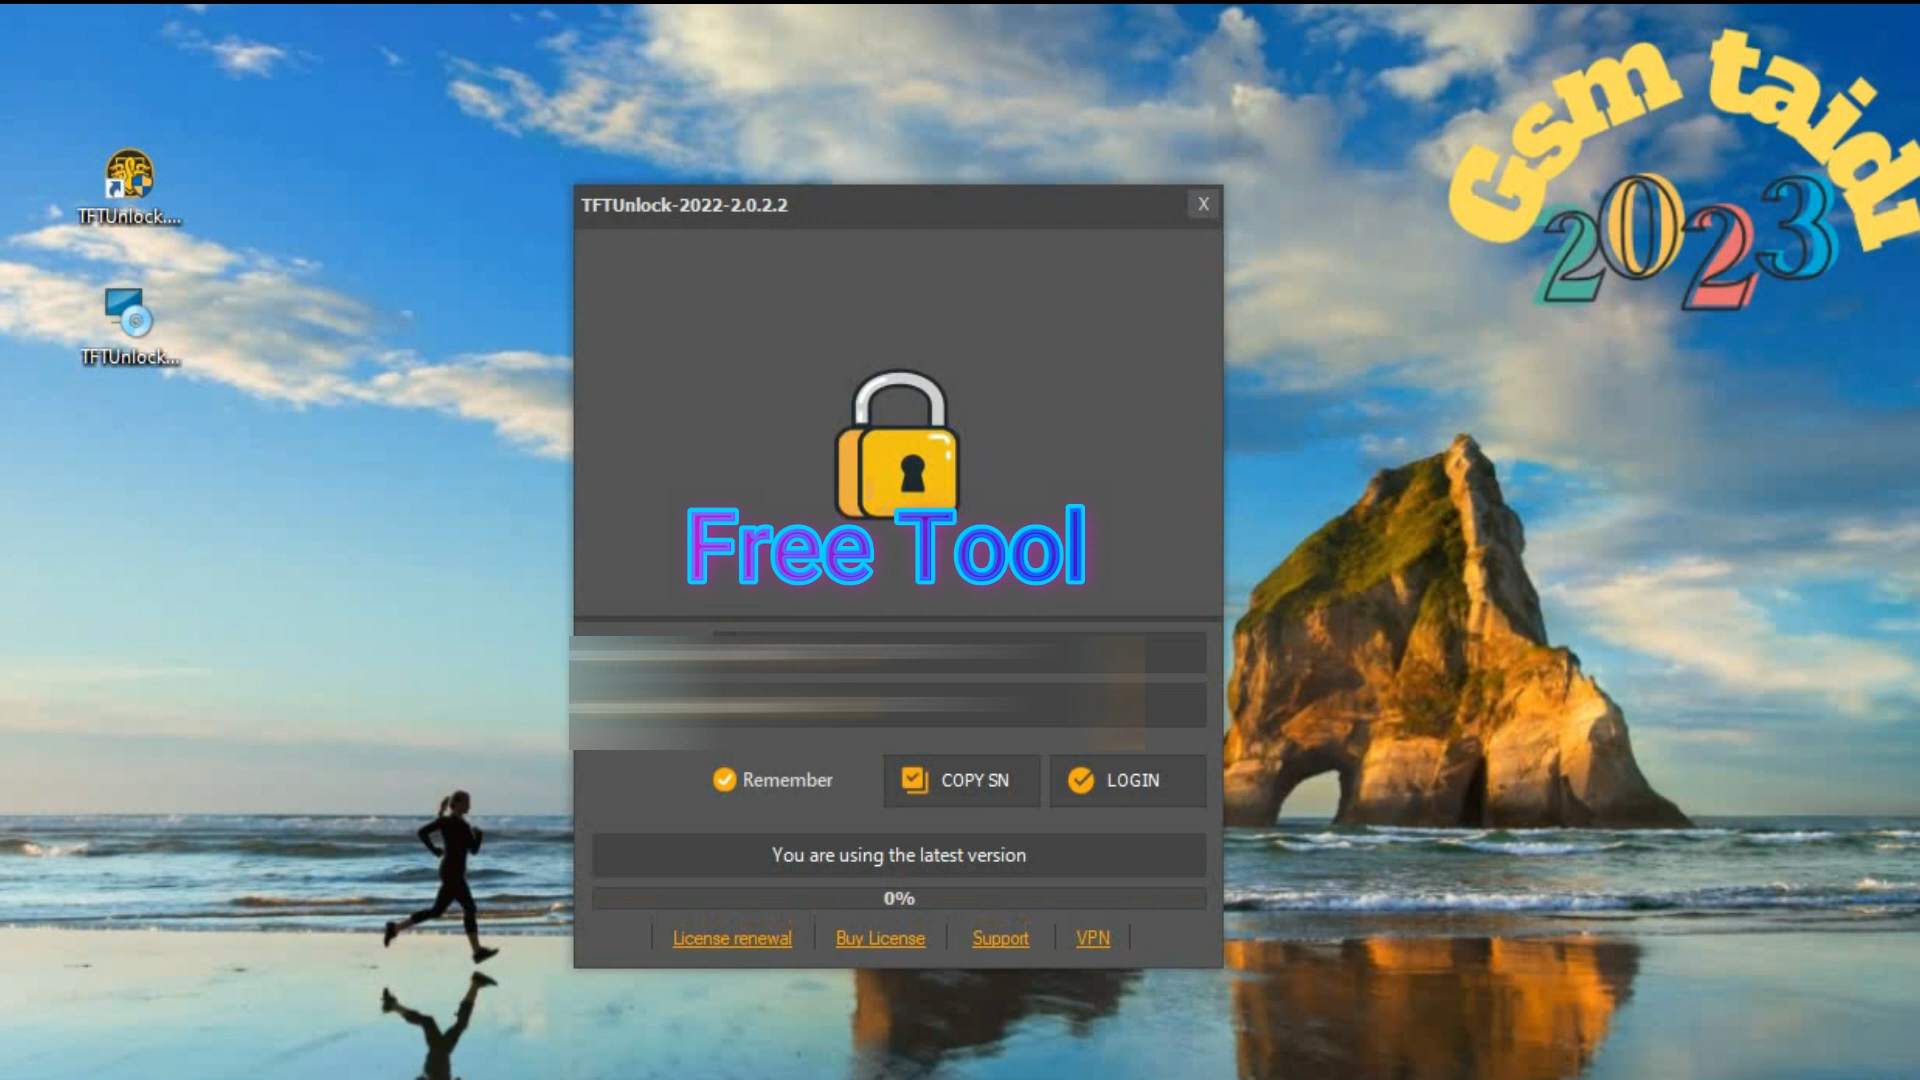 Gsm taidu
2023
TFTUnlock....
TFTUnlock...
TFTUnlock-2022-2.0.2.2
X
Free Tool
Remember
COPY SN
LOGIN
You are using the latest version
0%
License renewal
Buy License
Support
VPN